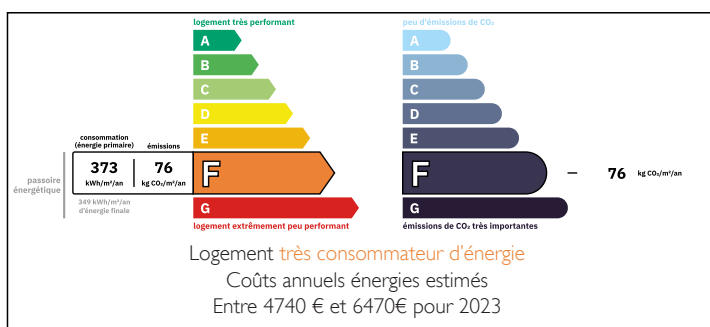 logement très performant
A
B
C
D
E
consommation
(énergie primaire)
émissions
passoire
énergétique
373
kWh/m²/an
76
kg CO₂/m²/an
F
349 kWh/m²/an
d'énergie finale
G
logement extrêmement peu performant
peu d'émissions de CO₂
A
B
C
D
E
F
76 kg CO₂/m²/an
G
émissions de CO₂ très importantes
Logement très consommateur d'énergie
Coûts annuels énergies estimés
Entre 4740 € et 6470€ pour 2023